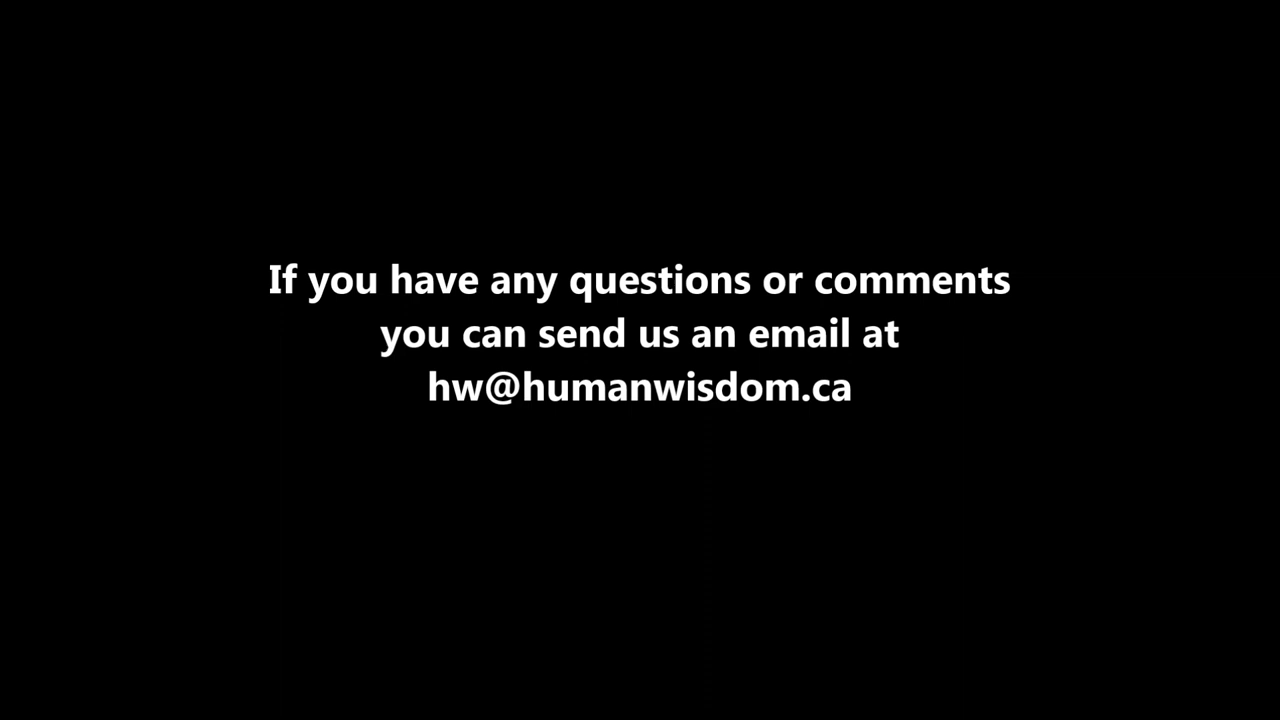 If you have any questions or comments
you can send us an email at
hw@humanwisdom.ca